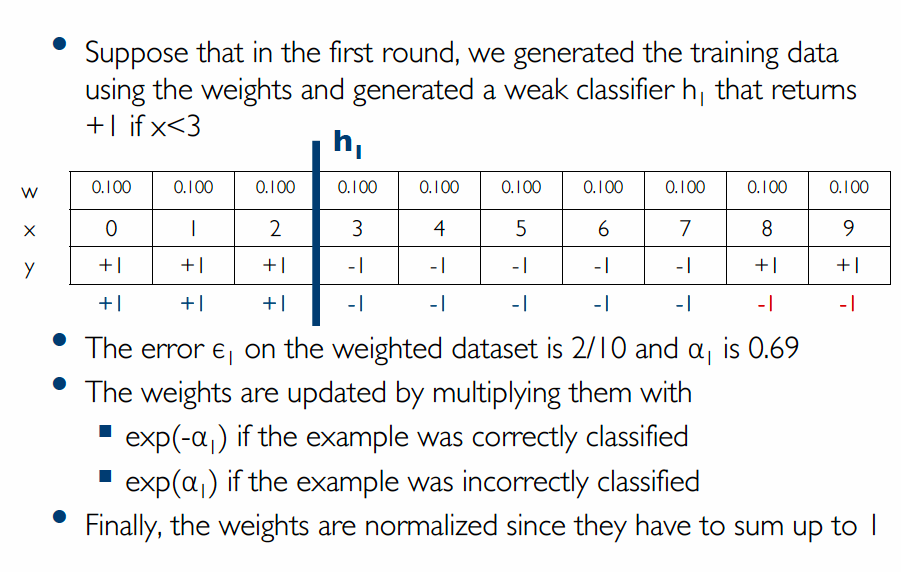 • Suppose that in the first round, we generated the training data
using the weights and generated a weak classifier h₁ that returns
+1 if x<3
h₁
w 0.100 0.100 0.100 0.100 0.100 0.100 0.100 0.100 0.100 0.100
x 0 1 2 3 4 5 6 7 8 9
y +1 +1 +1 -1 -1 -1 -1 -1 +1 +1
+1 +1 +1 -1 -1 -1 -1 -1 -1 -1
• The error ϵ₁ on the weighted dataset is 2/10 and α₁ is 0.69
• The weights are updated by multiplying them with
▪ exp(-α₁) if the example was correctly classified
▪ exp(α₁) if the example was incorrectly classified
• Finally, the weights are normalized since they have to sum up to 1